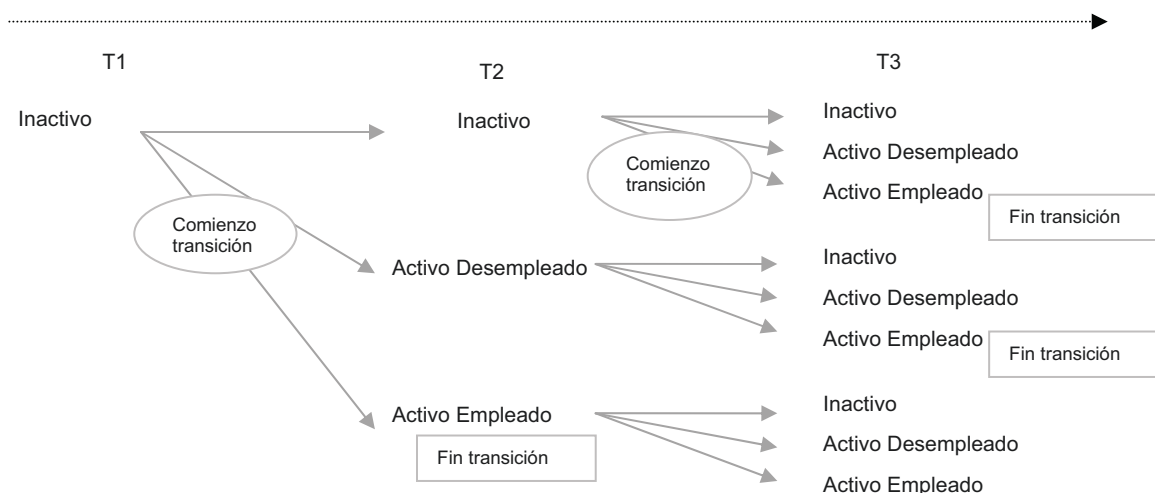 T1
T2
T3
Inactivo
Inactivo
Inactivo
Activo Desempleado
Activo Empleado
Fin transición
Comienzo
transición
Comienzo
transición
Activo Desempleado
Inactivo
Activo Desempleado
Activo Empleado
Fin transición
Activo Empleado
Fin transición
Inactivo
Activo Desempleado
Activo Empleado